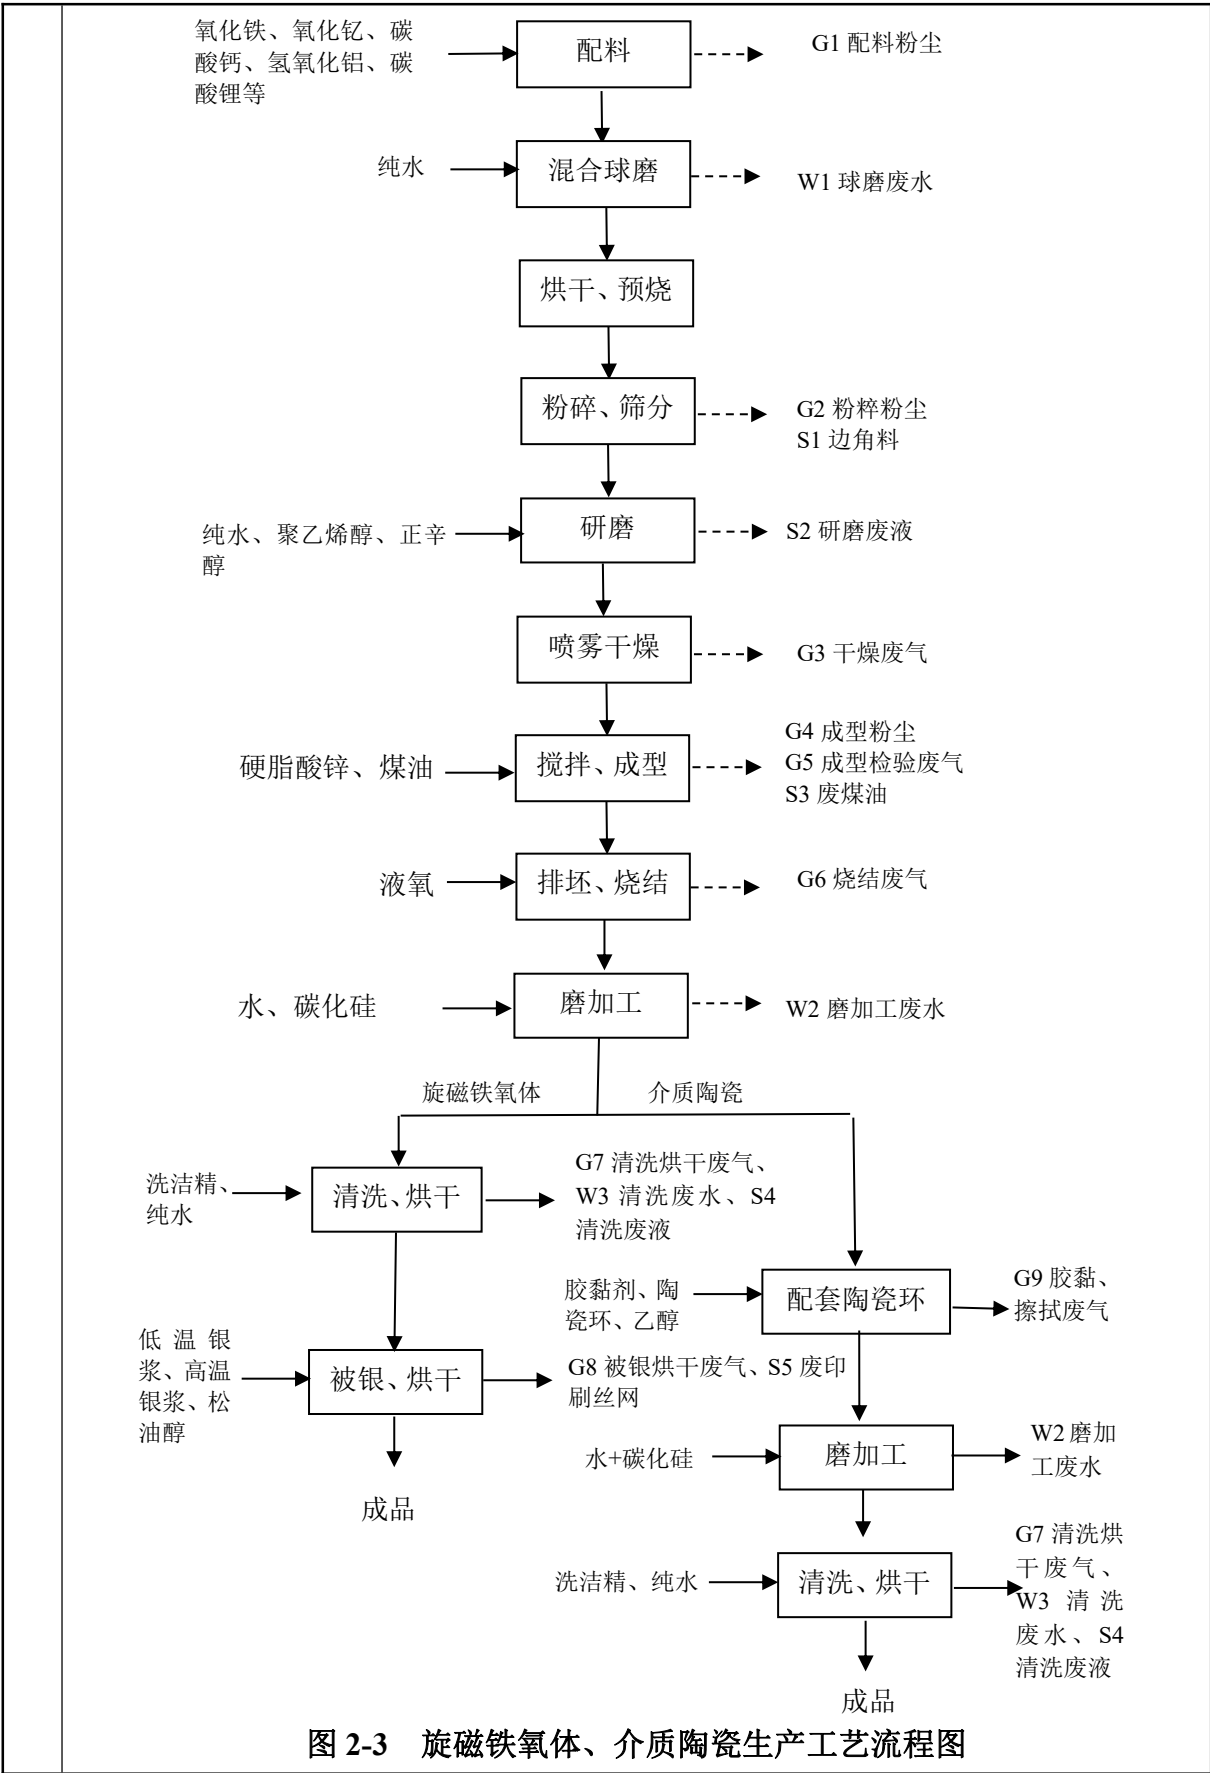 氧化铁、氧化钇、碳
酸钙、氢氧化铝、碳
酸锂等
配料
G1 配料粉尘
纯水
混合球磨
W1 球磨废水
烘干、预烧
粉碎、筛分
G2 粉粹粉尘
S1 边角料
纯水、聚乙烯醇、正辛
醇
研磨
S2 研磨废液
喷雾干燥
G3 干燥废气
硬脂酸锌、煤油
搅拌、成型
G4 成型粉尘
G5 成型检验废气
S3 废煤油
液氧
排坯、烧结
G6 烧结废气
水、碳化硅
磨加工
W2 磨加工废水
旋磁铁氧体
介质陶瓷
洗洁精、
纯水
清洗、烘干
G7 清洗烘干废气、
W3 清洗废水、S4
清洗废液
胶黏剂、陶
瓷环、乙醇
配套陶瓷环
G9 胶黏、
擦拭废气
低温银
浆、高温
银浆、松
油醇
被银、烘干
G8 被银烘干废气、S5 废印
刷丝网
水+碳化硅
磨加工
W2 磨加
工废水
成品
洗洁精、纯水
清洗、烘干
G7 清洗烘
干废气、
W3 清洗
废水、S4
清洗废液
成品
图 2-3 旋磁铁氧体、介质陶瓷生产工艺流程图